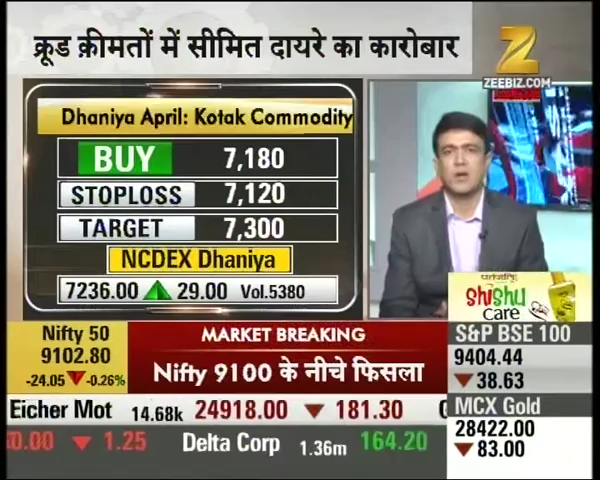 क्रूड क़ीमतों में सीमित दायरे का कारोबार
Z
ZEEBIZ.COM
Dhaniya April: Kotak Commodity
BUY 7,180
STOPLOSS 7,120
TARGET 7,300
NCDEX Dhaniya
7236.00 ▲ 29.00 Vol.5380
पतंजलि
Shishu
care
Nifty 50
9102.80
-24.05 ▼ -0.26%
MARKET BREAKING
Nifty 9100 के नीचे फिसला
S&P BSE 100
9404.44
▼ 38.63
MCX Gold
28422.00
▼ 83.00
Eicher Mot 14.68k 24918.00 ▼ 181.30
0.00 ▼ 1.25 Delta Corp 1.36m 164.20